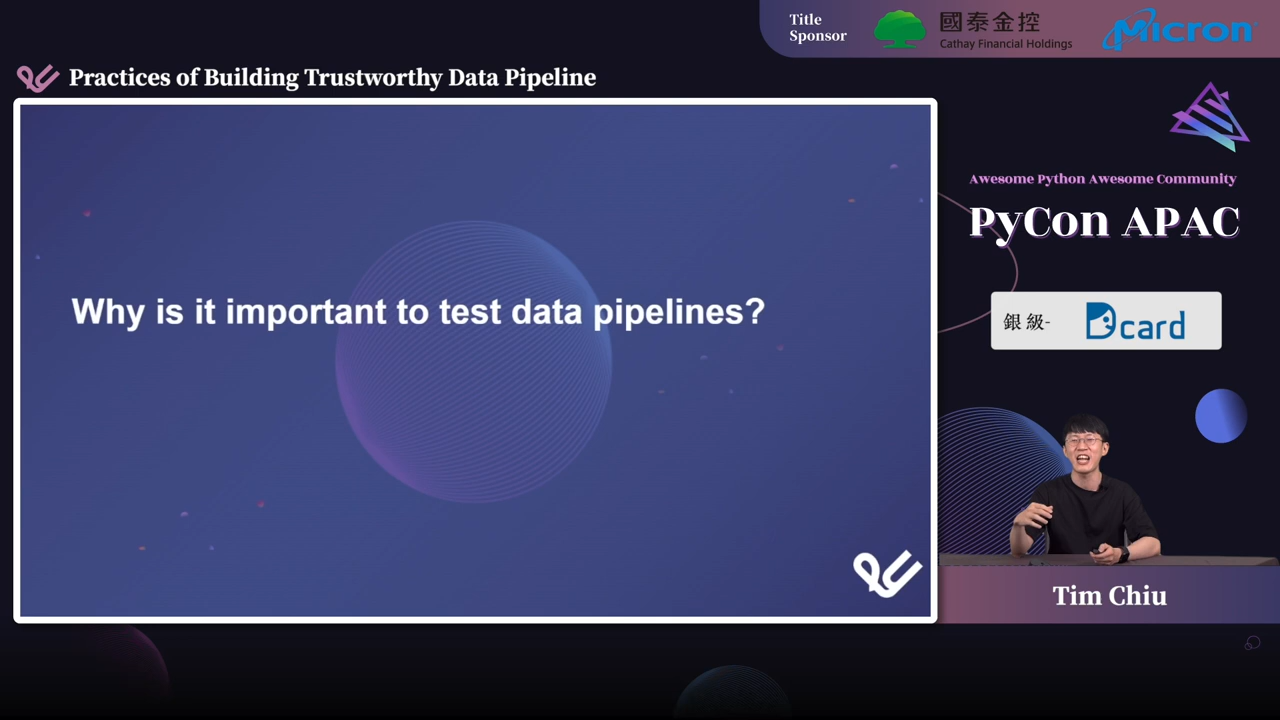 Title
Sponsor
國泰金控
Cathay Financial Holdings
Micron
Practices of Building Trustworthy Data Pipeline
Awesome Python Awesome Community
PyCon APAC
Why is it important to test data pipelines?
銀級-
Dcard
Tim Chiu